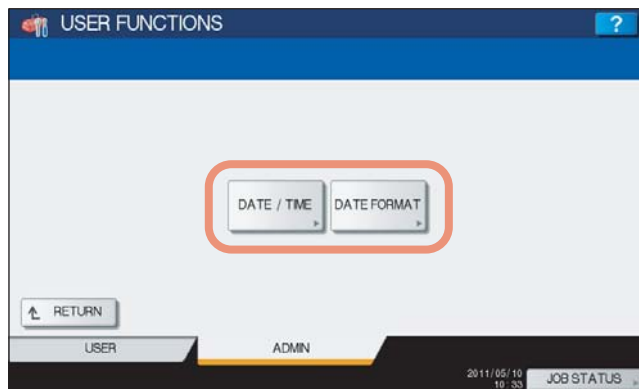 USER FUNCTIONS
?
DATE / TIME
DATE FORMAT
RETURN
USER
ADMIN
2011/05/10
10:33
JOB STATUS